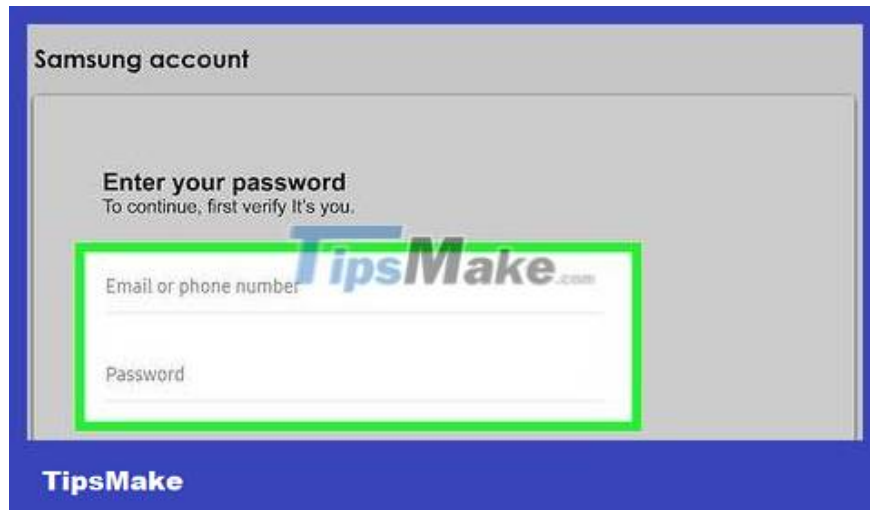 Samsung account
Enter your password
To continue, first verify It's you.
TipsMake.com
Email or phone number
Password
TipsMake